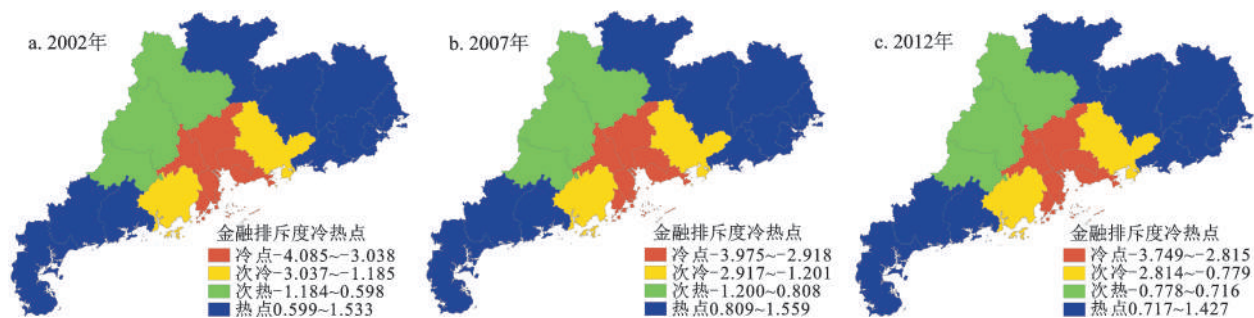 a. 2002年
金融排斥度冷热点
冷点-4.085~-3.038
次冷-3.037~-1.185
次热-1.184~0.598
热点0.599~1.533
b. 2007年
金融排斥度冷热点
冷点-3.975~-2.918
次冷-2.917~-1.201
次热-1.200~0.808
热点0.809~1.559
c. 2012年
金融排斥度冷热点
冷点-3.749~-2.815
次冷-2.814~-0.779
次热-0.778~0.716
热点0.717~1.427